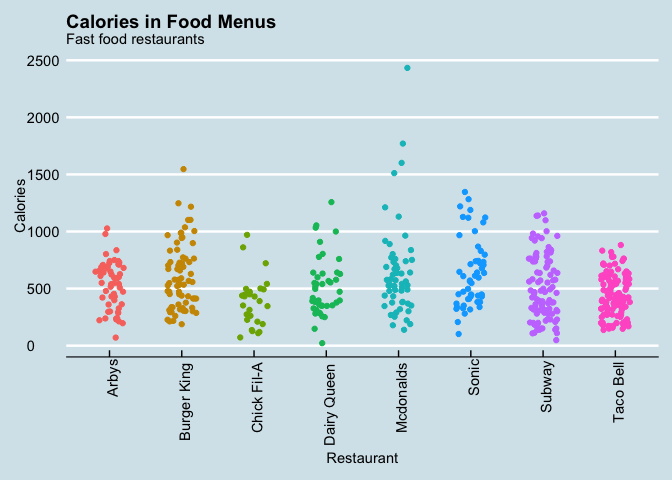 Calories in Food Menus
Fast food restaurants
2500
2000
1500
1000
500
0
Calories
Arbys
Burger King
Chick Fil-A
Dairy Queen
Mcdonalds
Sonic
Subway
Taco Bell
Restaurant